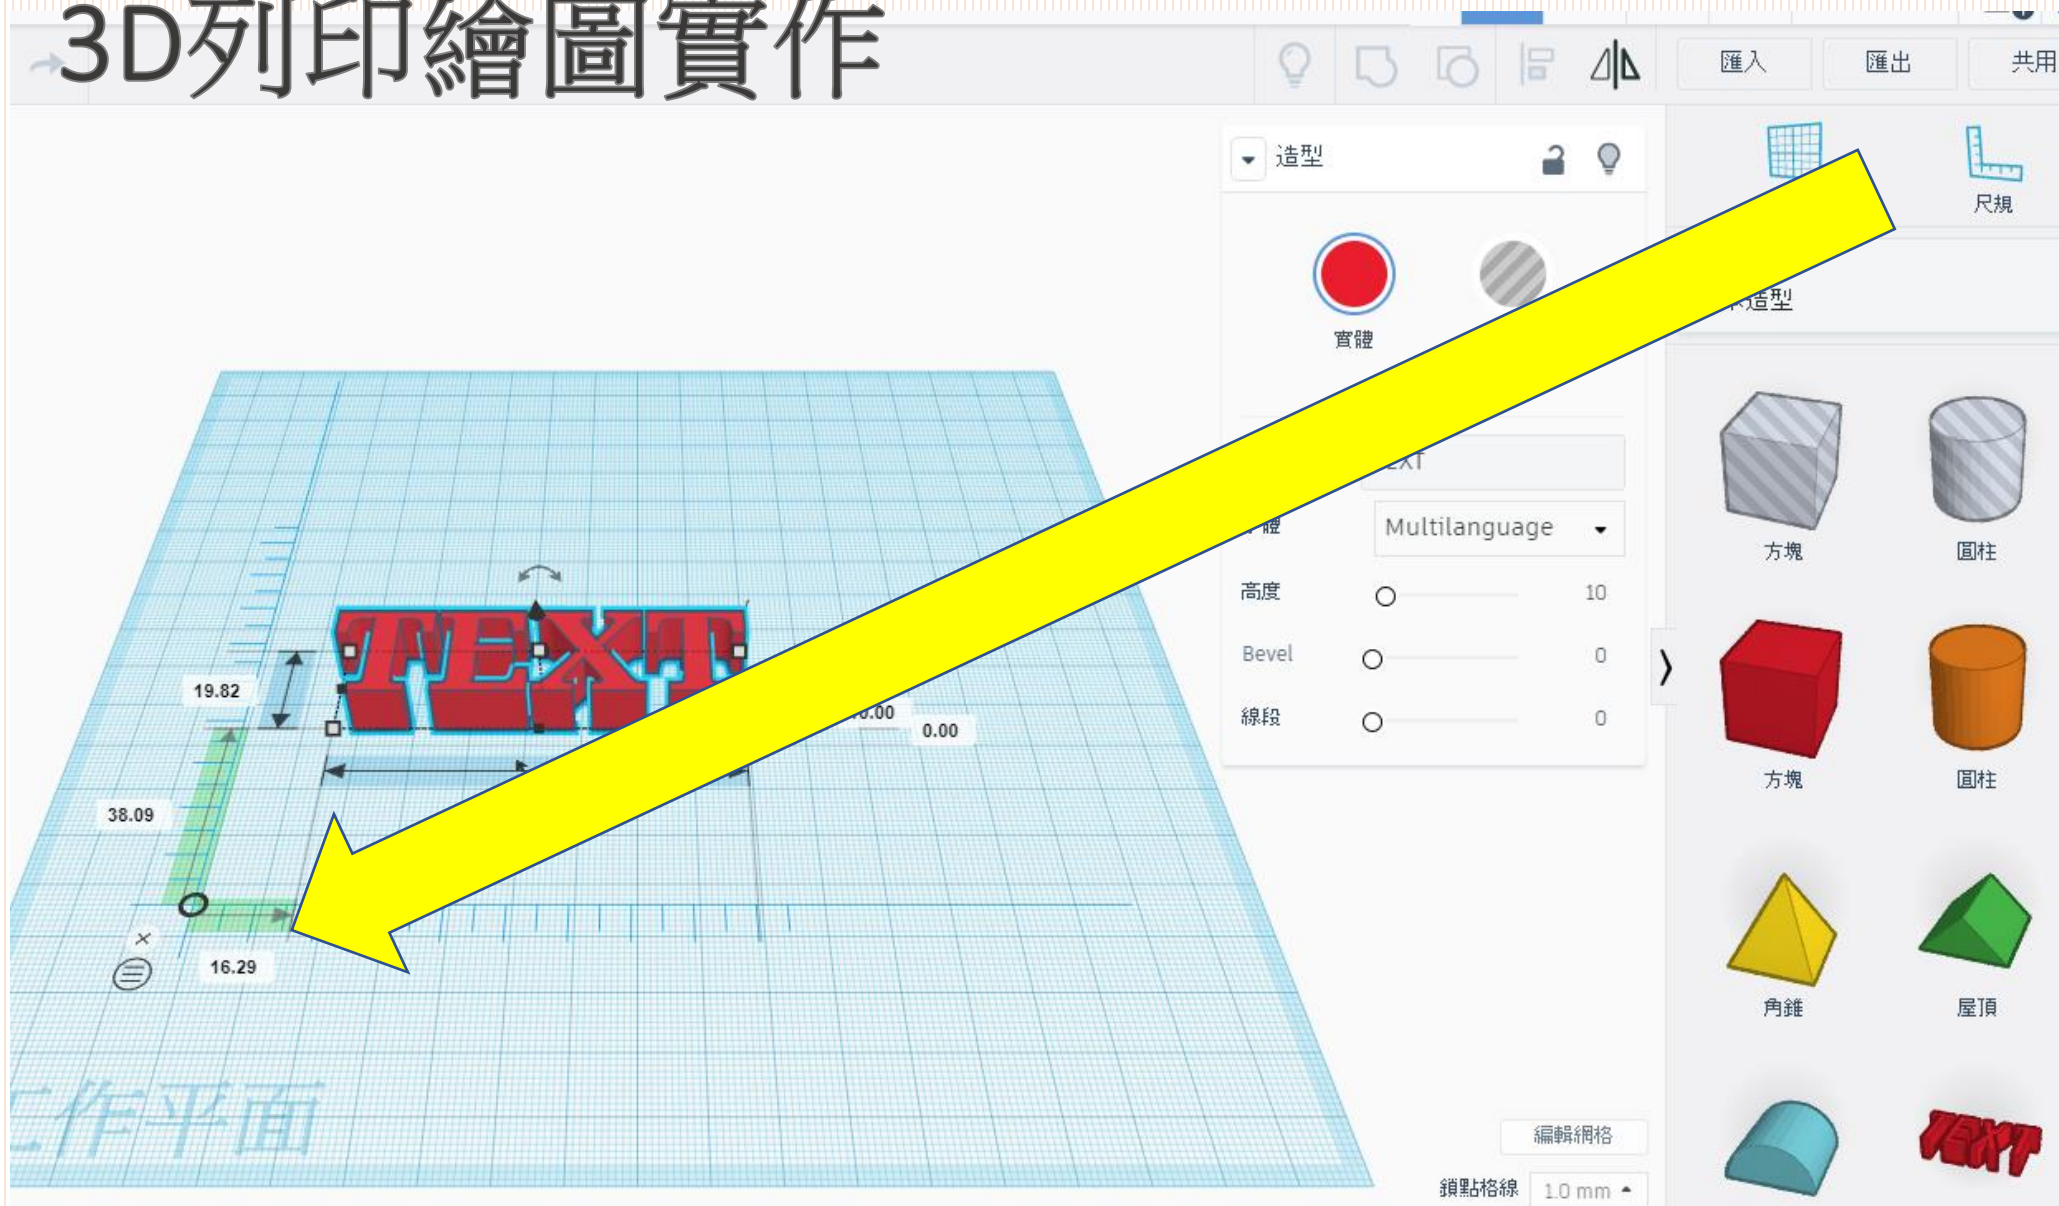 3D列印繪圖實作
匯入
匯出
共用
造型
尺規
實體
造型
Multilanguage
高度
10
Bevel
0
線段
0
方塊
圓柱
方塊
圓柱
角錐
屋頂
TEXT
TEXT
19.82
0.00
38.09
16.29
工作平面
編輯網格
鎖點格線
1.0 mm